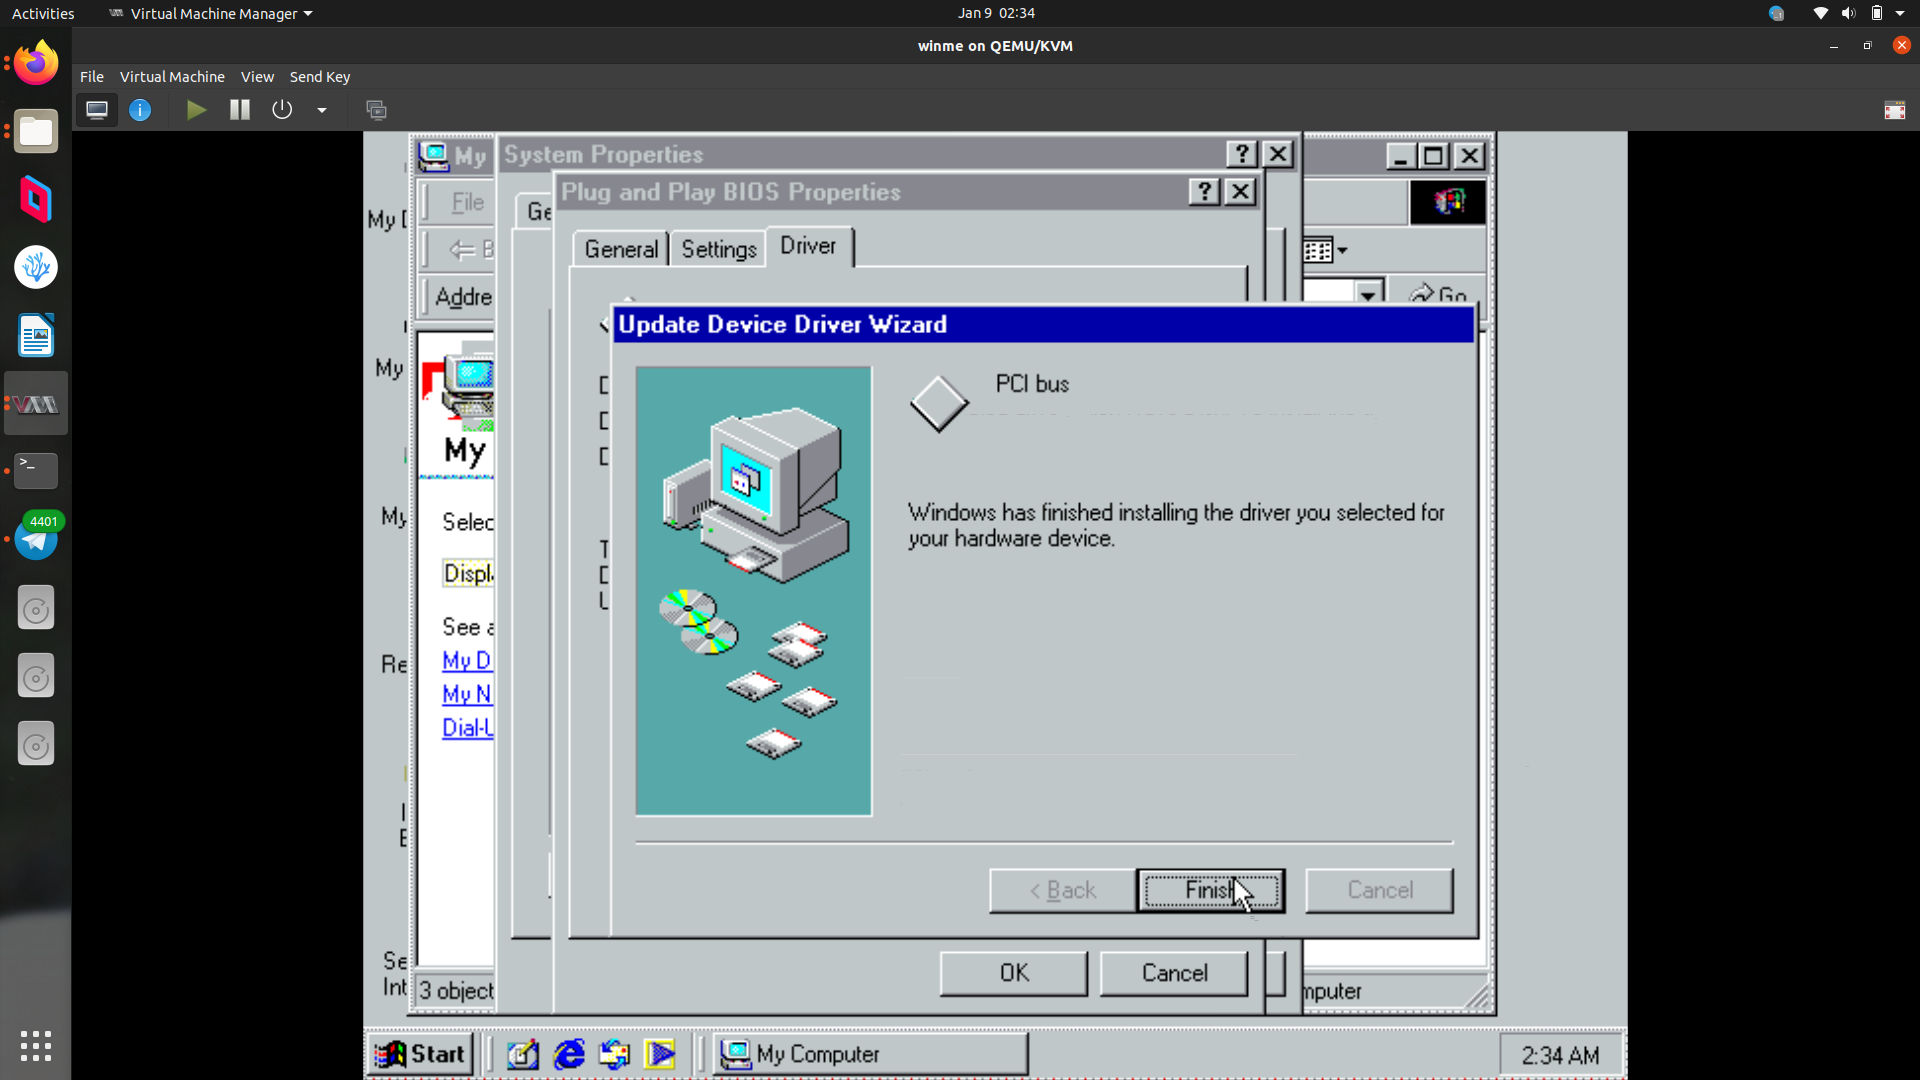 Activities
Virtual Machine Manager
Jan 9 02:34
winme on QEMU/KVM
File Virtual Machine View Send Key
My
System Properties
?
Plug and Play BIOS Properties
?
File
Ge
My
General Settings Driver
Addre
Go
Update Device Driver Wizard
PCI bus
My
My
Windows has finished installing the driver you selected for
your hardware device.
My
Selec
4401
Displ
See a
My D
Re
My N
Dial-U
< Back Finish Cancel
OK Cancel
Se
Int
3 object
mputer
Start
My Computer
2:34 AM